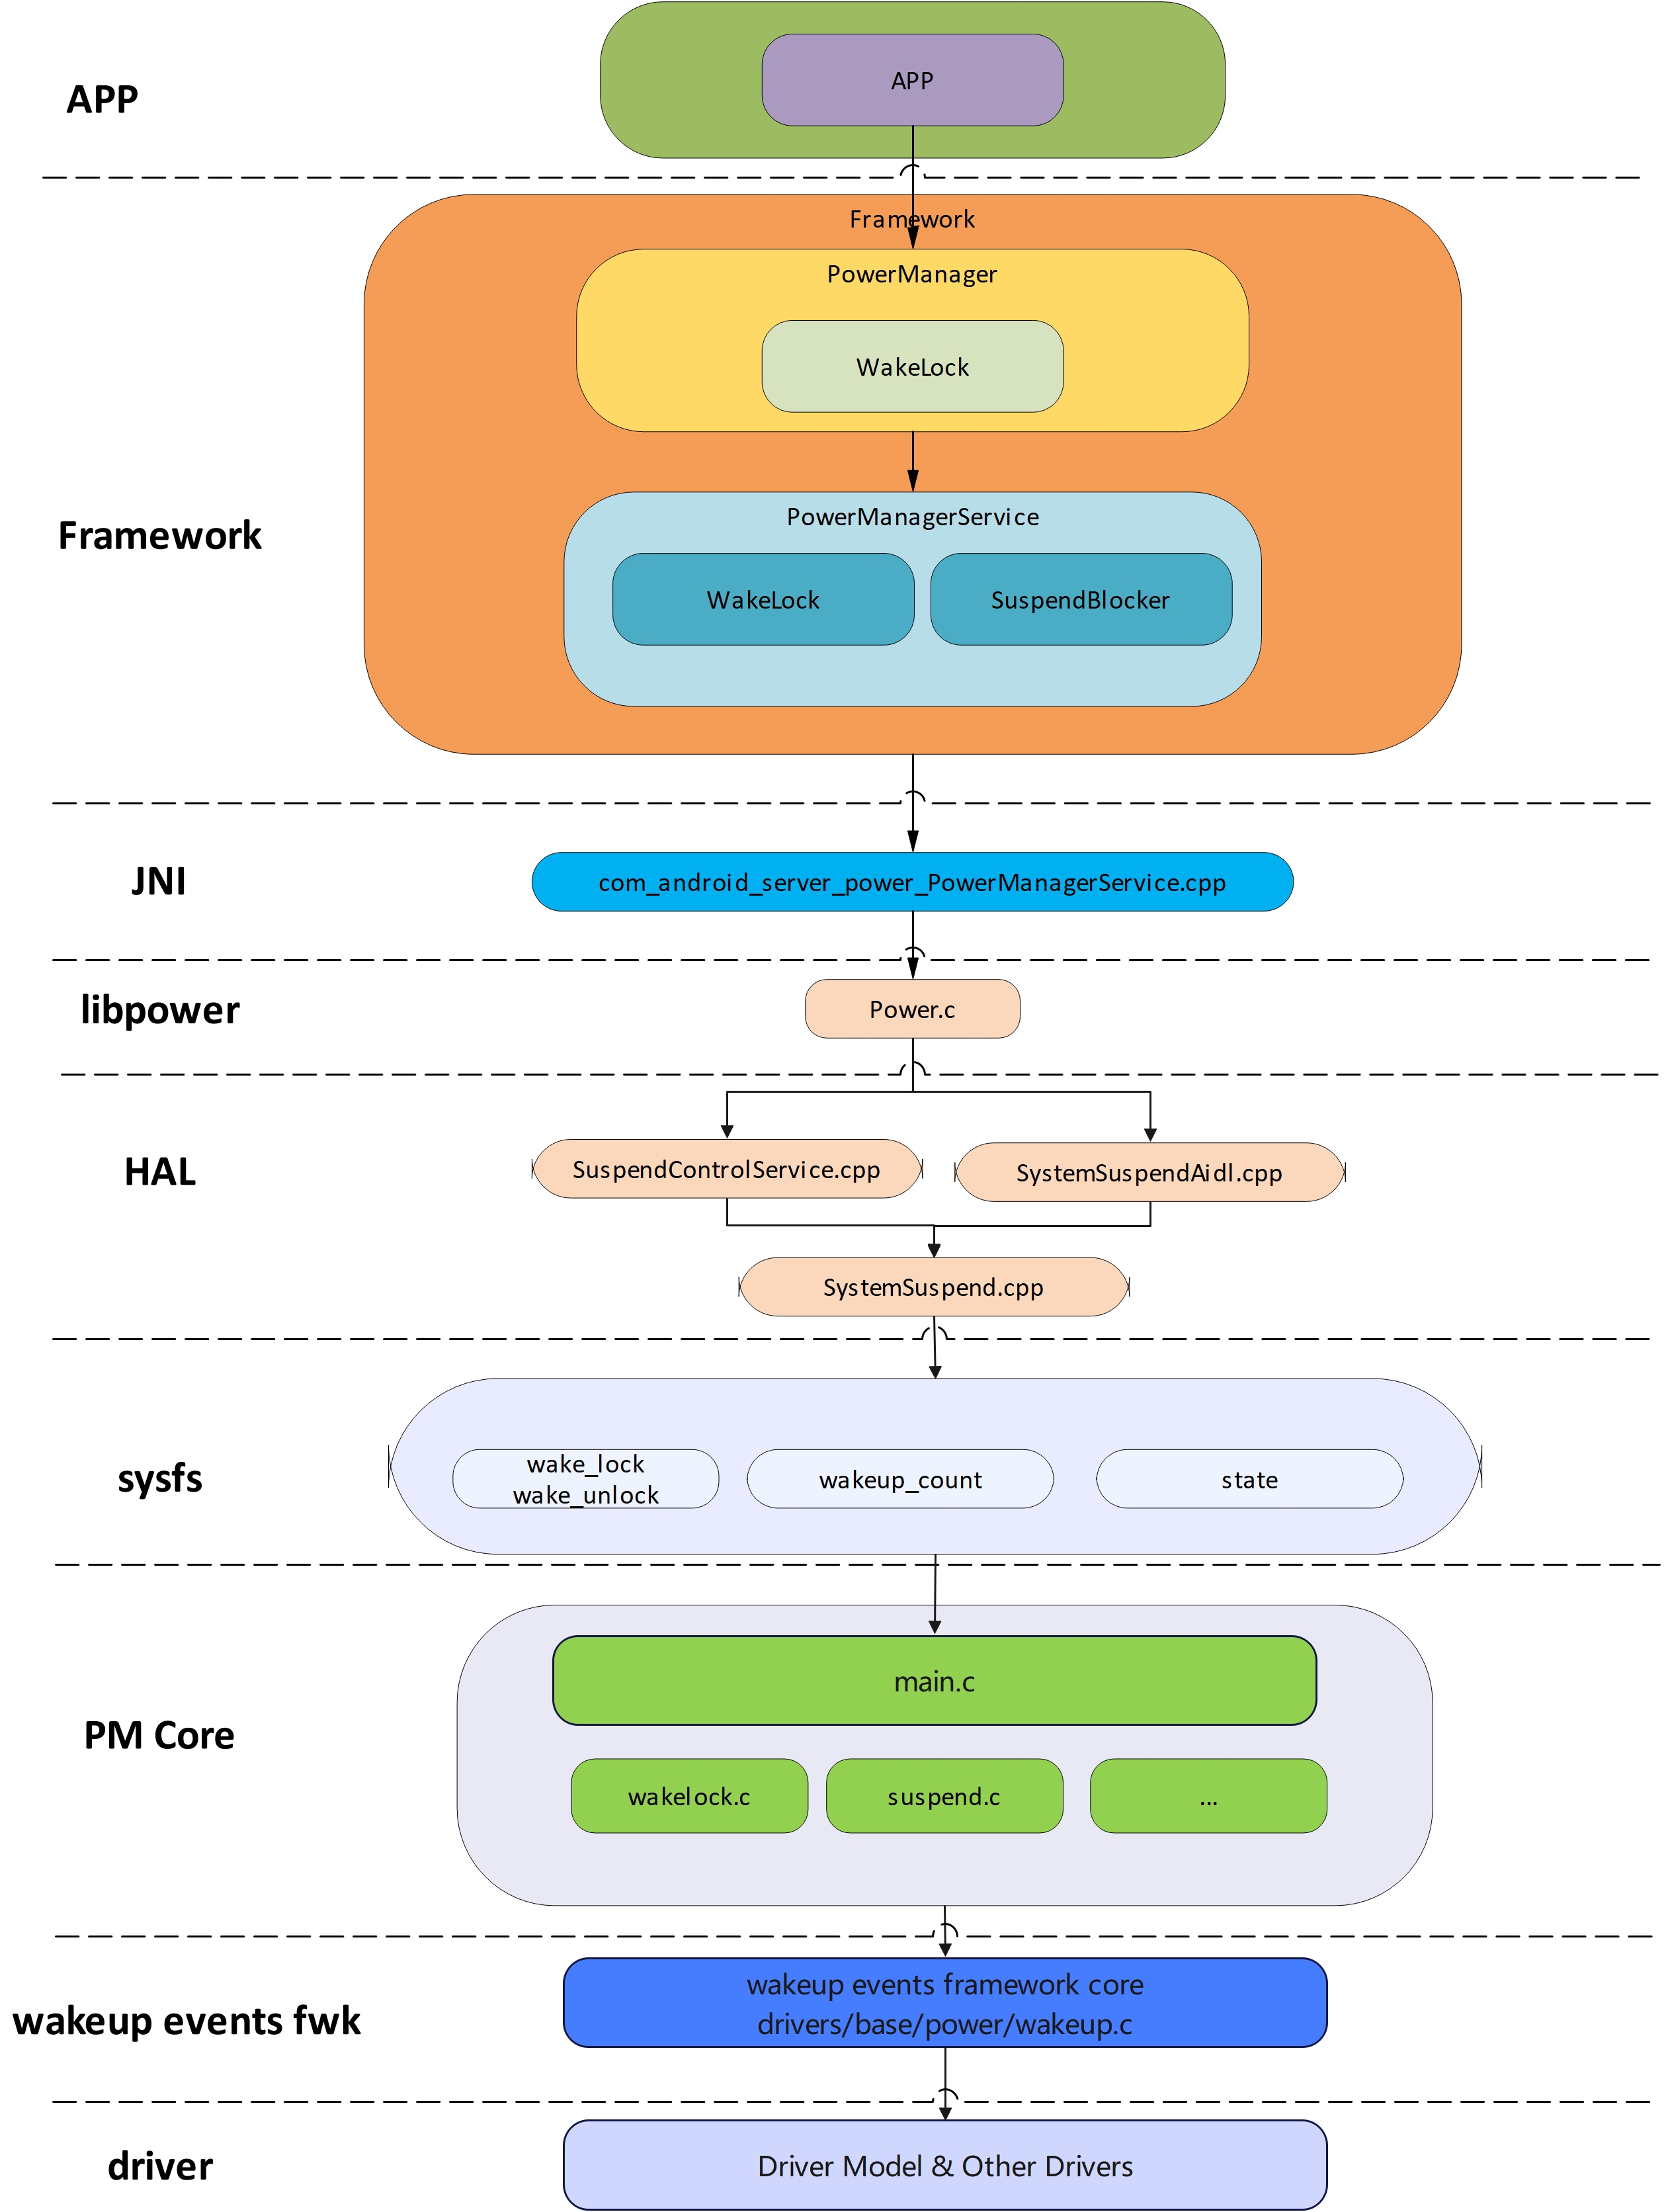 APP
APP
Framework
PowerManager
WakeLock
Framework
PowerManagerService
WakeLock
SuspendBlocker
JNI
com_android_server_power_PowerManagerService.cpp
libpower
Power.c
HAL
SuspendControlService.cpp
SystemSuspendAidl.cpp
SystemSuspend.cpp
sysfs
wake_lock
wake_unlock
wakeup_count
state
main.c
PM Core
wakelock.c
suspend.c
...
wakeup events fwk
wakeup events framework core
drivers/base/power/wakeup.c
driver
Driver Model & Other Drivers